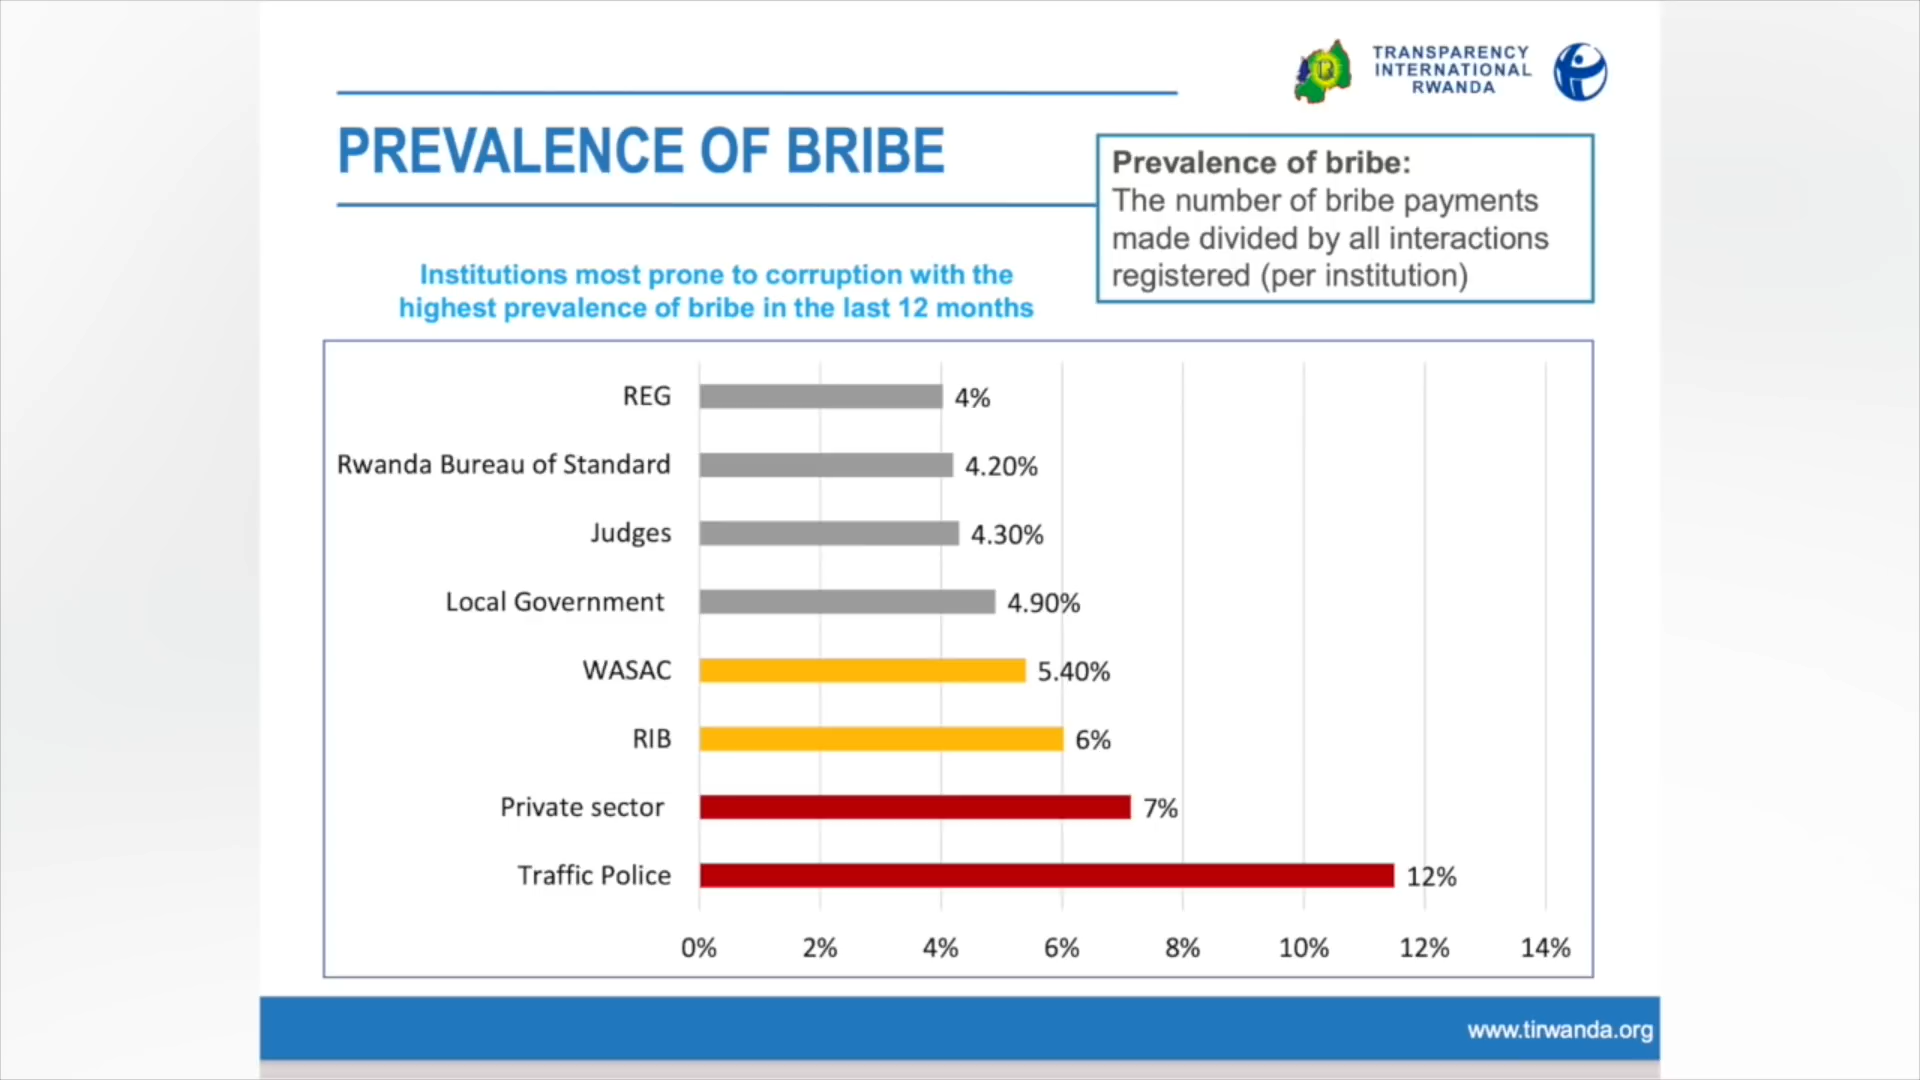 TRANSPARENCY
INTERNATIONAL
RWANDA
PREVALENCE OF BRIBE
Prevalence of bribe:
The number of bribe payments
made divided by all interactions
registered (per institution)
Institutions most prone to corruption with the
highest prevalence of bribe in the last 12 months
REG 4%
Rwanda Bureau of Standard 4.20%
Judges 4.30%
Local Government 4.90%
WASAC 5.40%
RIB 6%
Private sector 7%
Traffic Police 12%
0% 2% 4% 6% 8% 10% 12% 14%
www.tirwanda.org